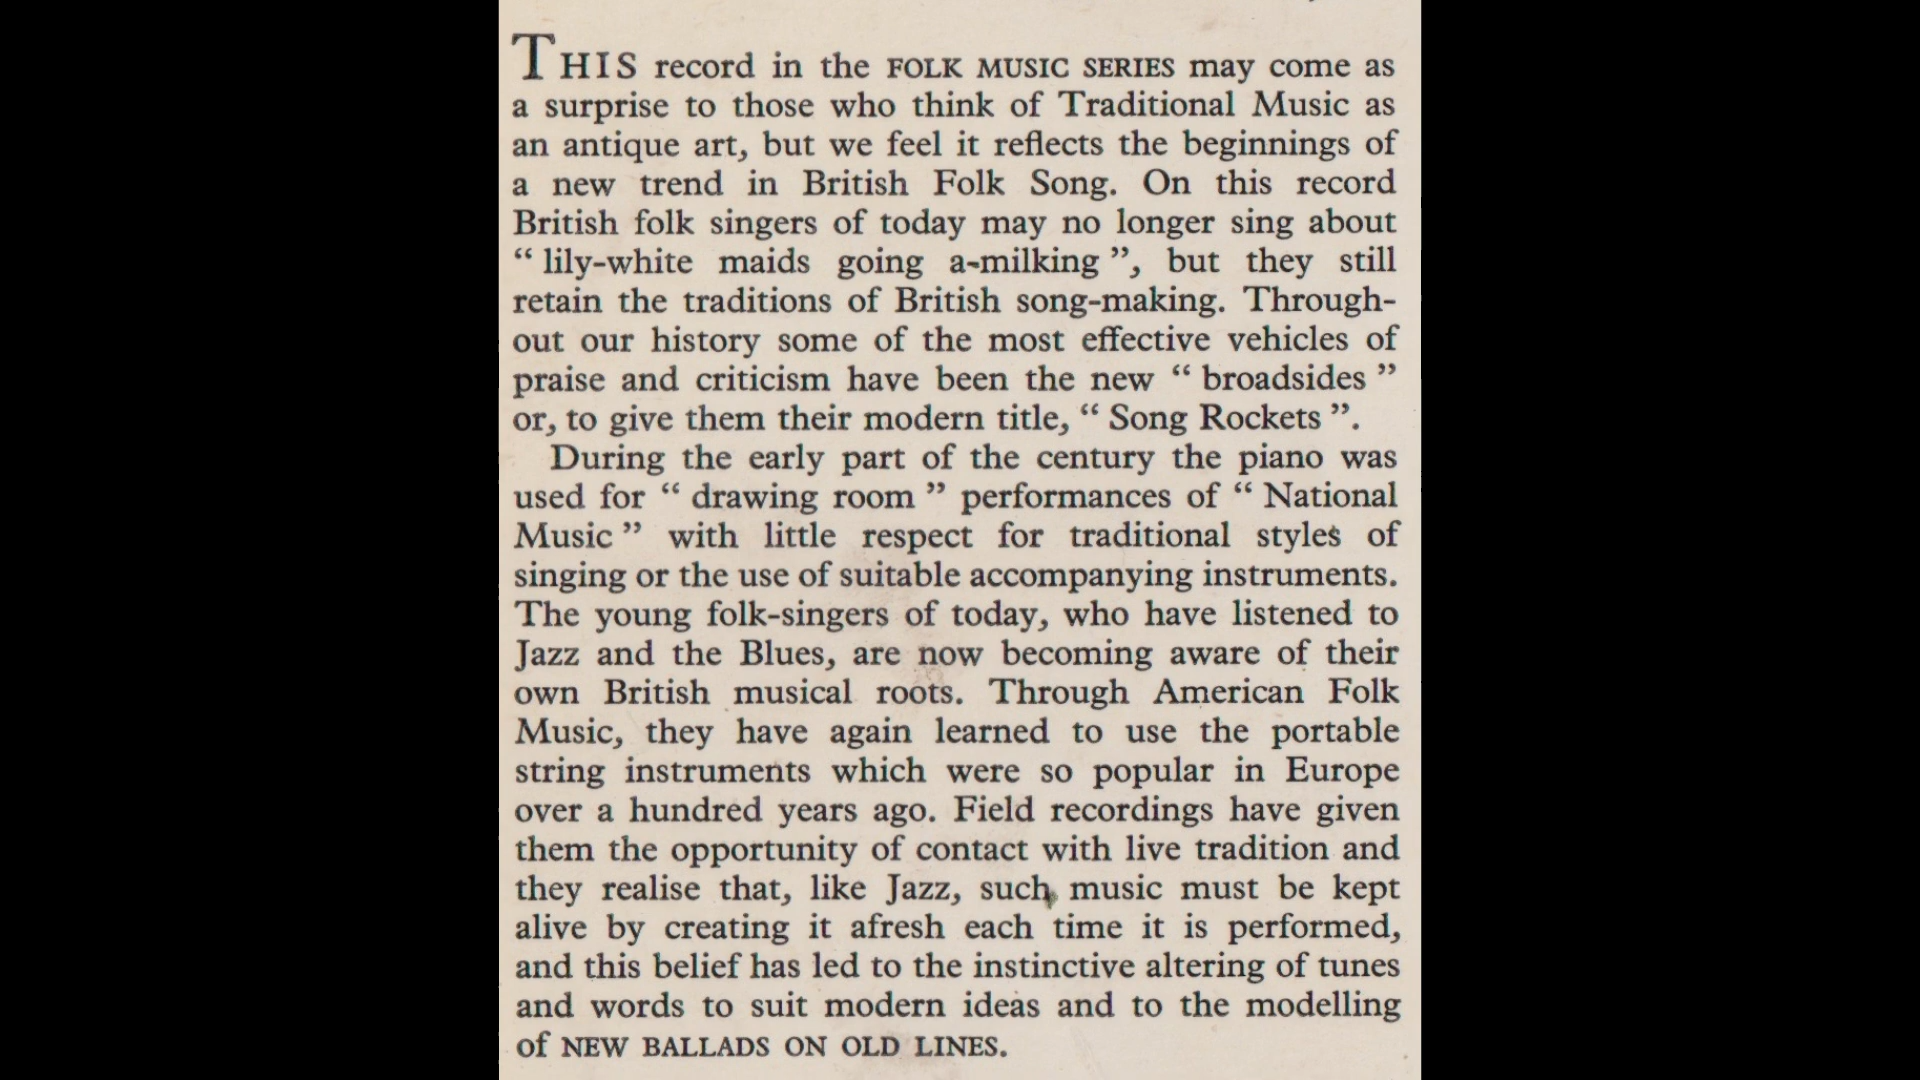 THIS record in the FOLK MUSIC SERIES may come as
a surprise to those who think of Traditional Music as
an antique art, but we feel it reflects the beginnings of
a new trend in British Folk Song. On this record
British folk singers of today may no longer sing about
“ lily-white maids going a-milking ”, but they still
retain the traditions of British song-making. Through-
out our history some of the most effective vehicles of
praise and criticism have been the new “ broadsides ”
or, to give them their modern title, “ Song Rockets ”.
During the early part of the century the piano was
used for “ drawing room ” performances of “ National
Music ” with little respect for traditional styles of
singing or the use of suitable accompanying instruments.
The young folk-singers of today, who have listened to
Jazz and the Blues, are now becoming aware of their
own British musical roots. Through American Folk
Music, they have again learned to use the portable
string instruments which were so popular in Europe
over a hundred years ago. Field recordings have given
them the opportunity of contact with live tradition and
they realise that, like Jazz, such music must be kept
alive by creating it afresh each time it is performed,
and this belief has led to the instinctive altering of tunes
and words to suit modern ideas and to the modelling
of NEW BALLADS ON OLD LINES.